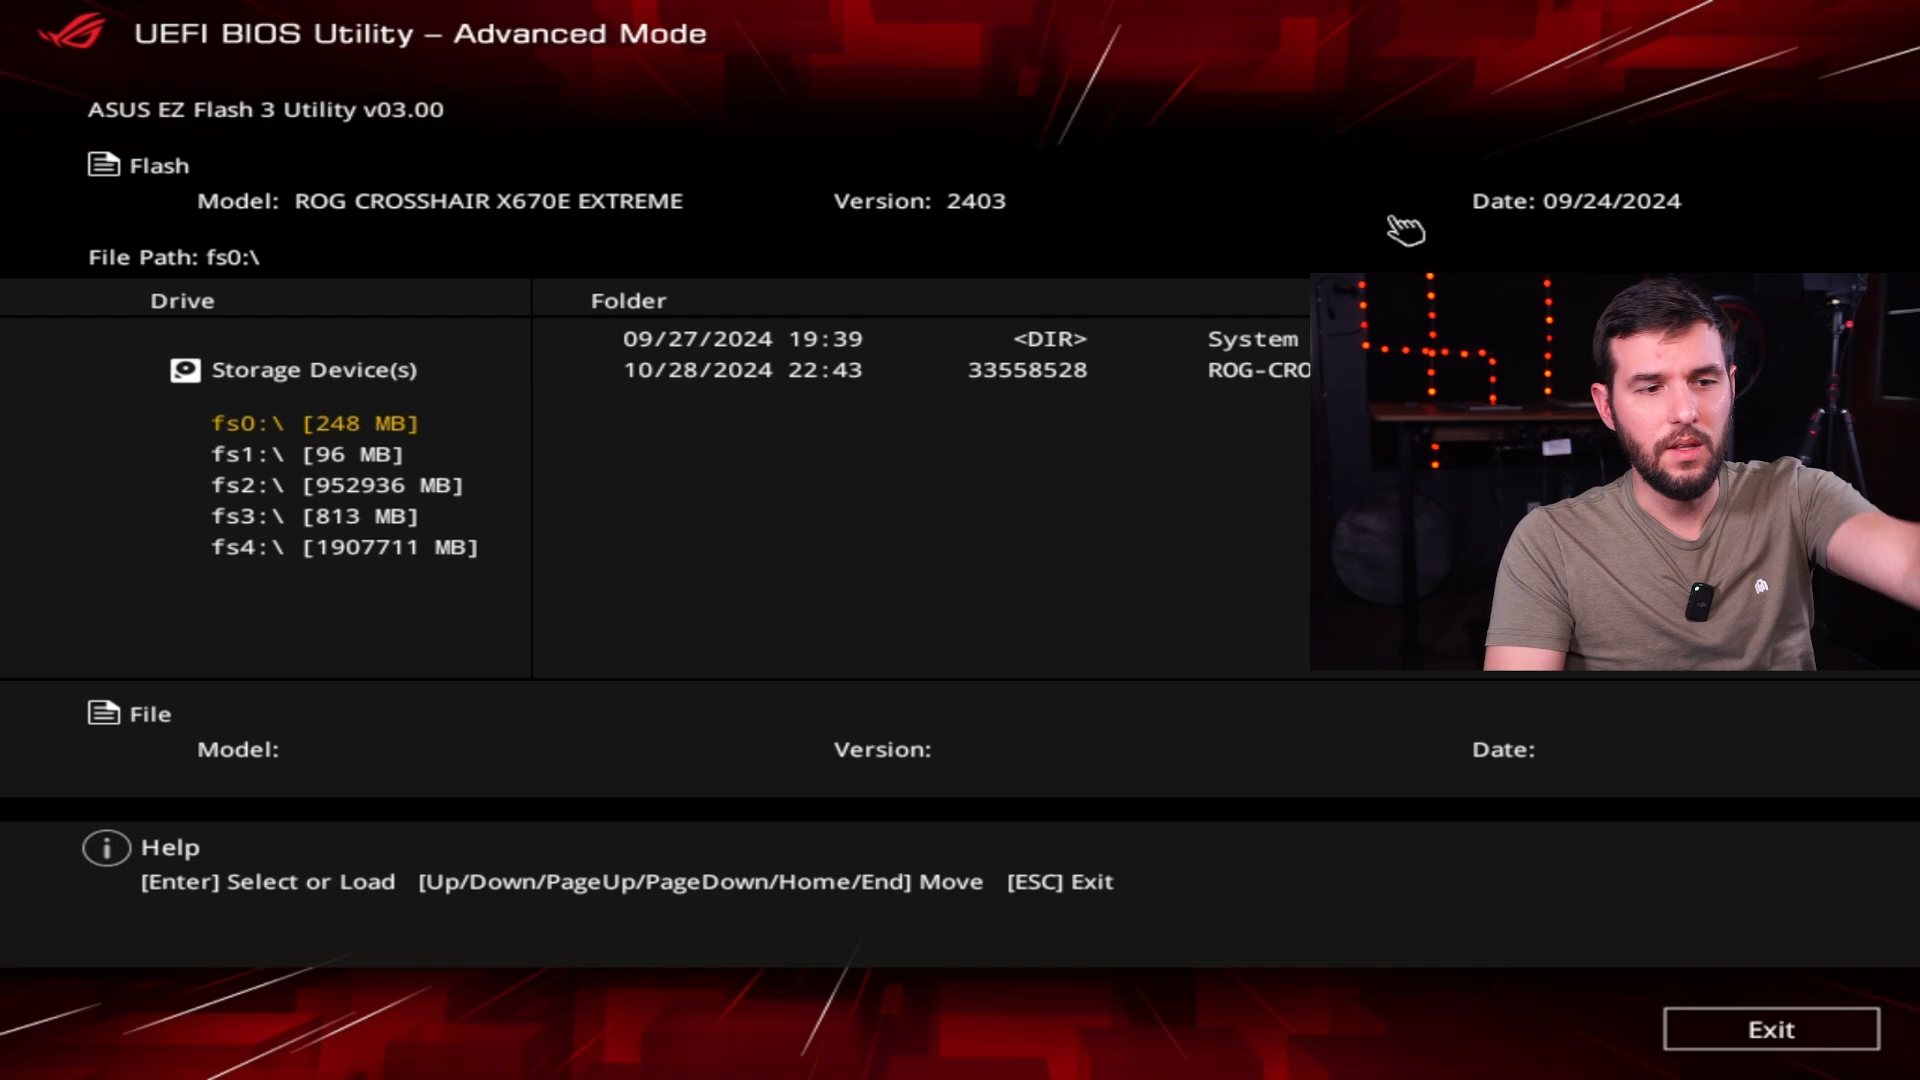 UEFI BIOS Utility – Advanced Mode
ASUS EZ Flash 3 Utility v03.00
Flash
Model: ROG CROSSHAIR X670E EXTREME Version: 2403 Date: 09/24/2024
File Path: fs0:\
Drive Folder
09/27/2024 19:39 <DIR> System
Storage Device(s) 10/28/2024 22:43 33558528 ROG-CRO
fs0:\ [248 MB]
fs1:\ [96 MB]
fs2:\ [952936 MB]
fs3:\ [813 MB]
fs4:\ [1907711 MB]
File
Model: Version: Date:
Help
[Enter] Select or Load [Up/Down/PageUp/PageDown/Home/End] Move [ESC] Exit
Exit